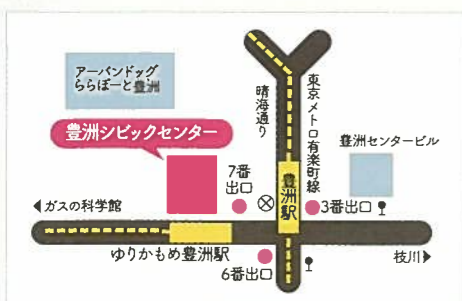 アーバンドッグ
ららぽーと豊洲
豊洲シビックセンター
晴海通り
東京メトロ有楽町線
豊洲センタービル
7番
出口
豊洲駅
3番出口
ガスの科学館
ゆりかもめ豊洲駅
6番出口
枝川